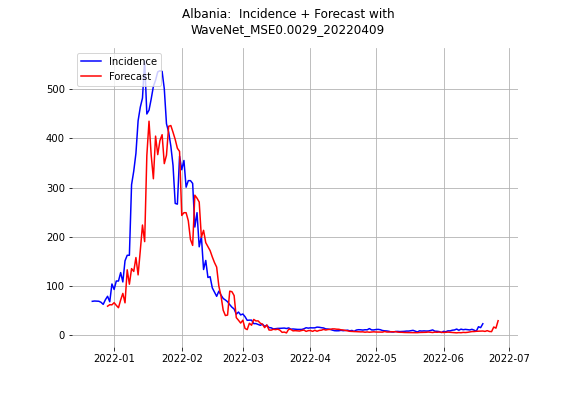 Albania:  Incidence + Forecast with
WaveNet_MSE0.0029_20220409
Incidence
Forecast
500
400
300
200
100
0
2022-01 2022-02 2022-03 2022-04 2022-05 2022-06 2022-07